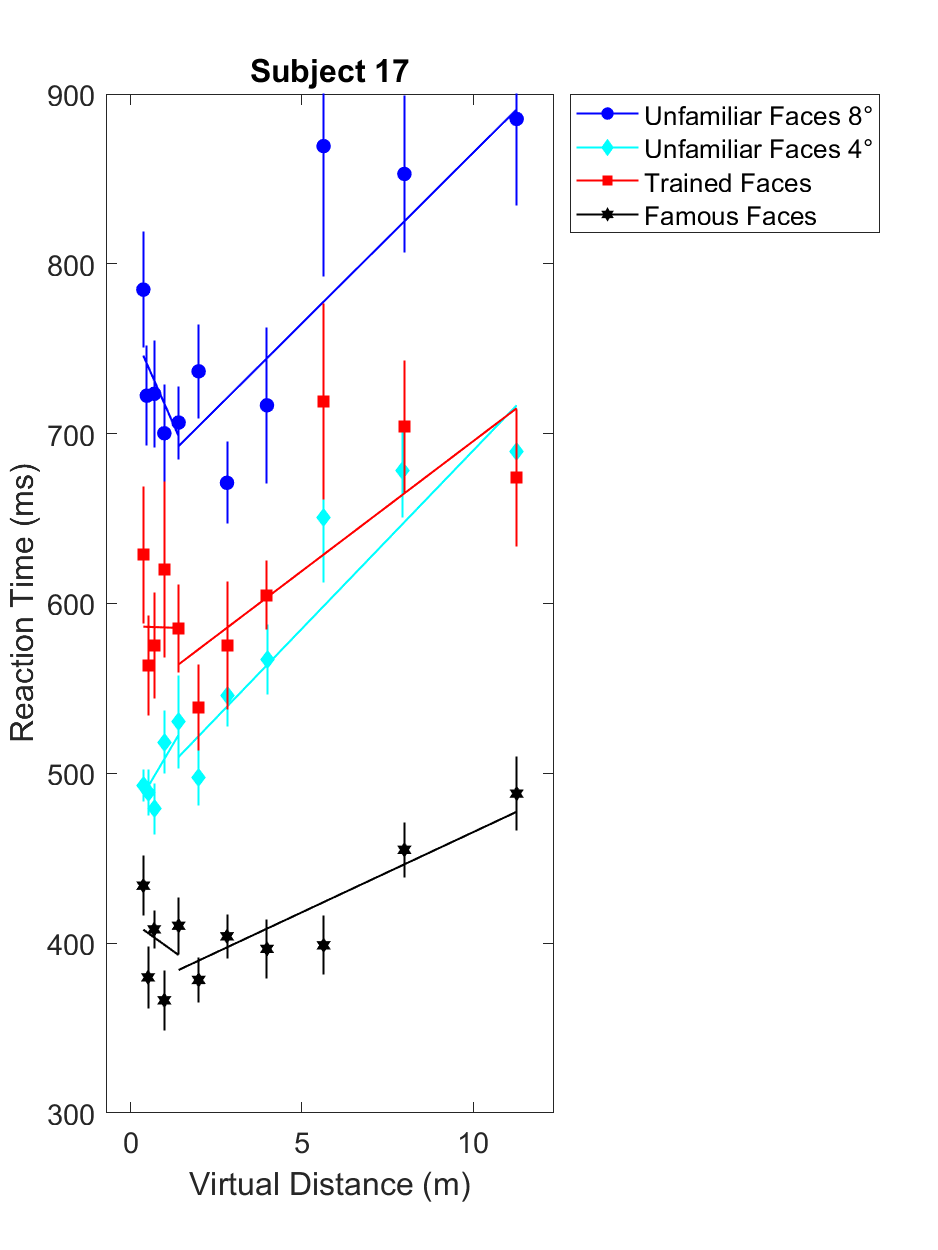 Subject 17
900
800
700
600
500
400
300
0 5 10
Reaction Time (ms)
Virtual Distance (m)
Unfamiliar Faces 8°
Unfamiliar Faces 4°
Trained Faces
Famous Faces